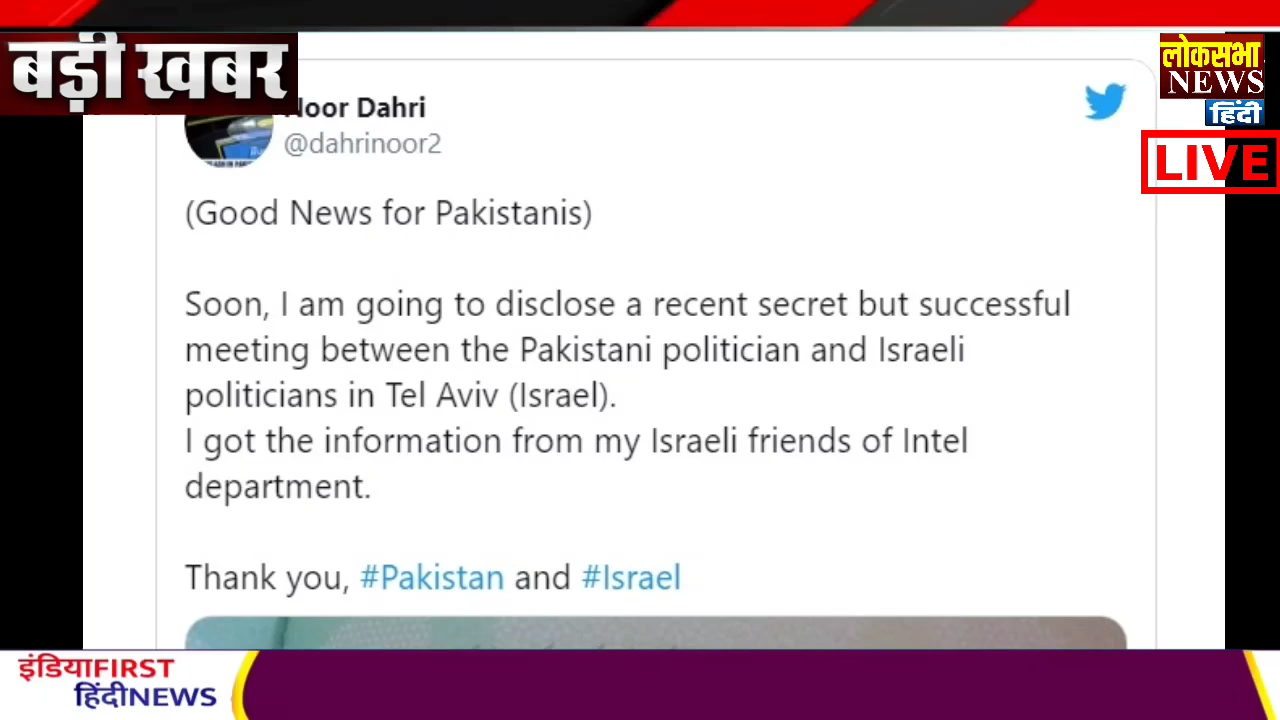 बड़ी खबर
लोकसभा
NEWS
हिंदी
LIVE
Noor Dahri
@dahrinoor2
(Good News for Pakistanis)
Soon, I am going to disclose a recent secret but successful
meeting between the Pakistani politician and Israeli
politicians in Tel Aviv (Israel).
I got the information from my Israeli friends of Intel
department.
Thank you, #Pakistan and #Israel
इंडियाFIRST
हिंदीNEWS